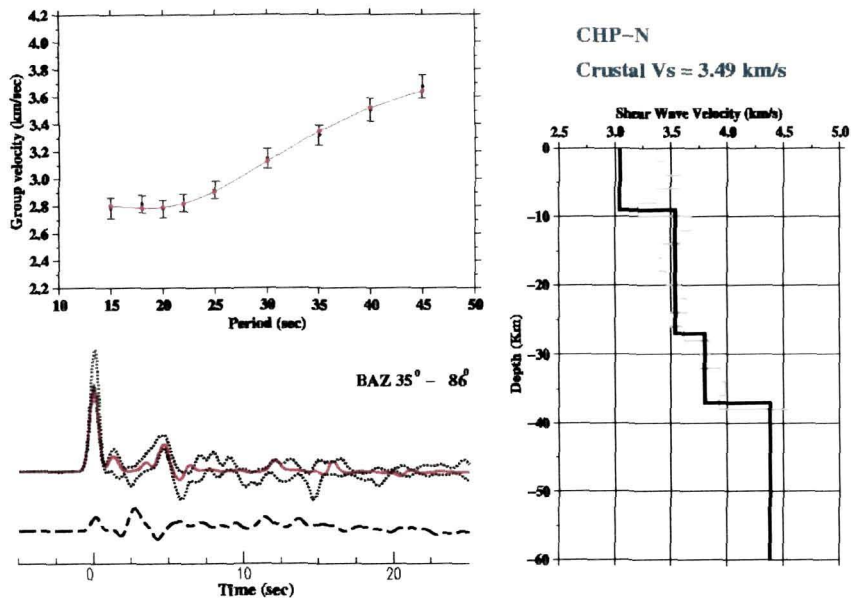 4.2
4.0
3.8
3.6
3.4
3.2
3.0
2.8
2.6
2.4
2.2
Group velocity (km/sec)
10 15 20 25 30 35 40 45 50
Period (sec)
BAZ 35° – 86°
0 10 20
Time (sec)
CHP–N
Crustal Vs = 3.49 km/s
Shear Wave Velocity (km/s)
2.5 3.0 3.5 4.0 4.5 5.0
0
–10
–20
–30
–40
–50
–60
Depth (Km)